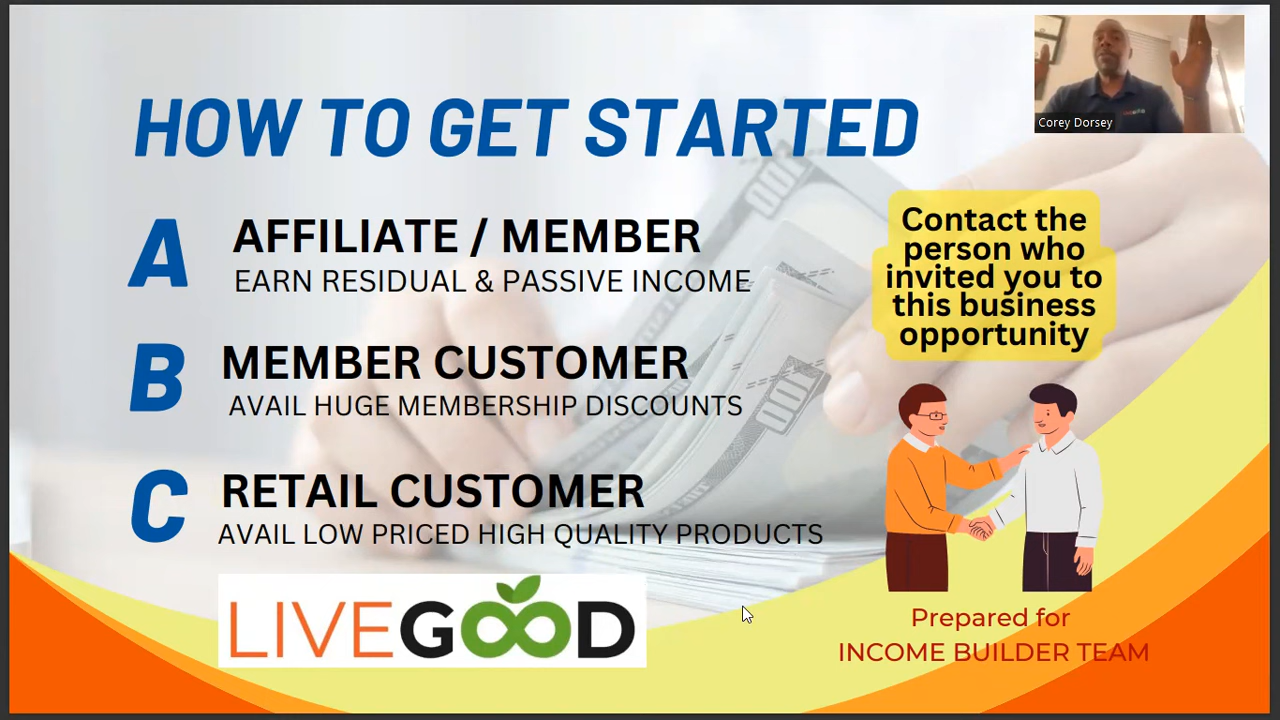 HOW TO GET STARTED
A
AFFILIATE / MEMBER
EARN RESIDUAL & PASSIVE INCOME
B
MEMBER CUSTOMER
AVAIL HUGE MEMBERSHIP DISCOUNTS
C
RETAIL CUSTOMER
AVAIL LOW PRICED HIGH QUALITY PRODUCTS
LIVEGOOD
Corey Dorsey
Contact the
person who
invited you to
this business
opportunity
Prepared for
INCOME BUILDER TEAM
100
100